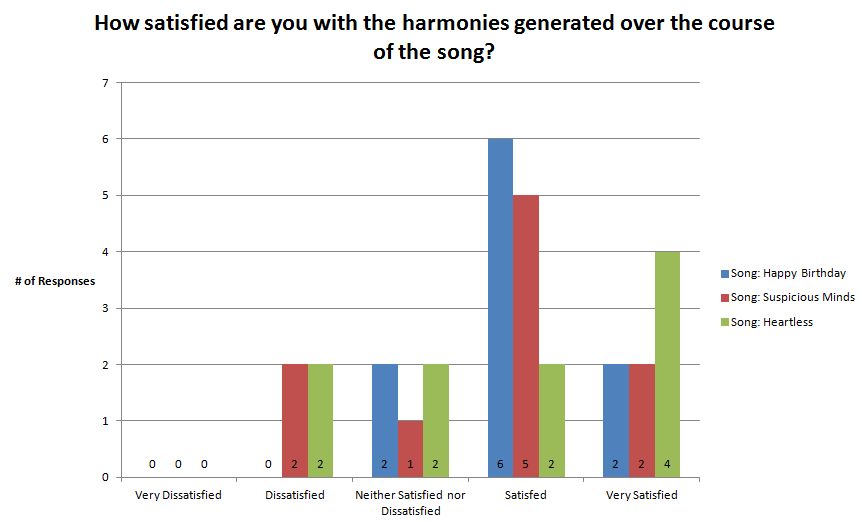 How satisfied are you with the harmonies generated over the course
of the song?
7
6
5
4
3
2
1
0
# of Responses
0 0 0
0 2 2
2 1 2
6 5 2
2 2 4
Very Dissatisfied
Dissatisfied
Neither Satisfied nor
Dissatisfied
Satisfed
Very Satisfied
Song: Happy Birthday
Song: Suspicious Minds
Song: Heartless